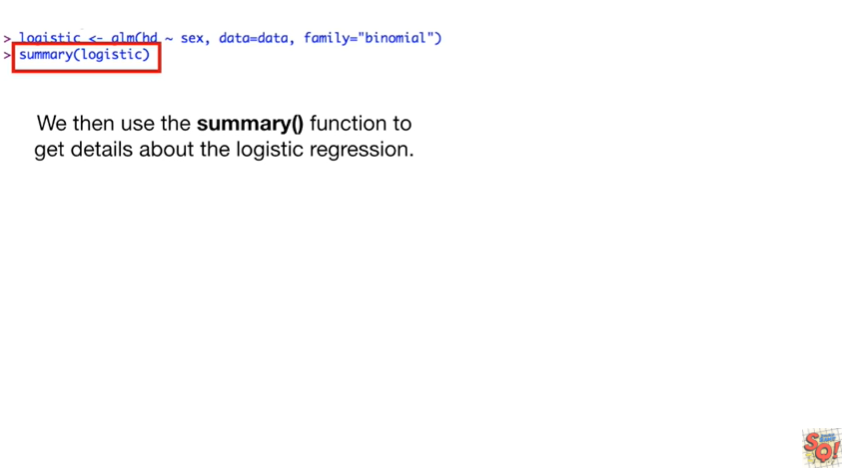 > logistic <- glm(hd ~ sex, data=data, family="binomial")
> summary(logistic)
We then use the summary() function to
get details about the logistic regression.
SQ!